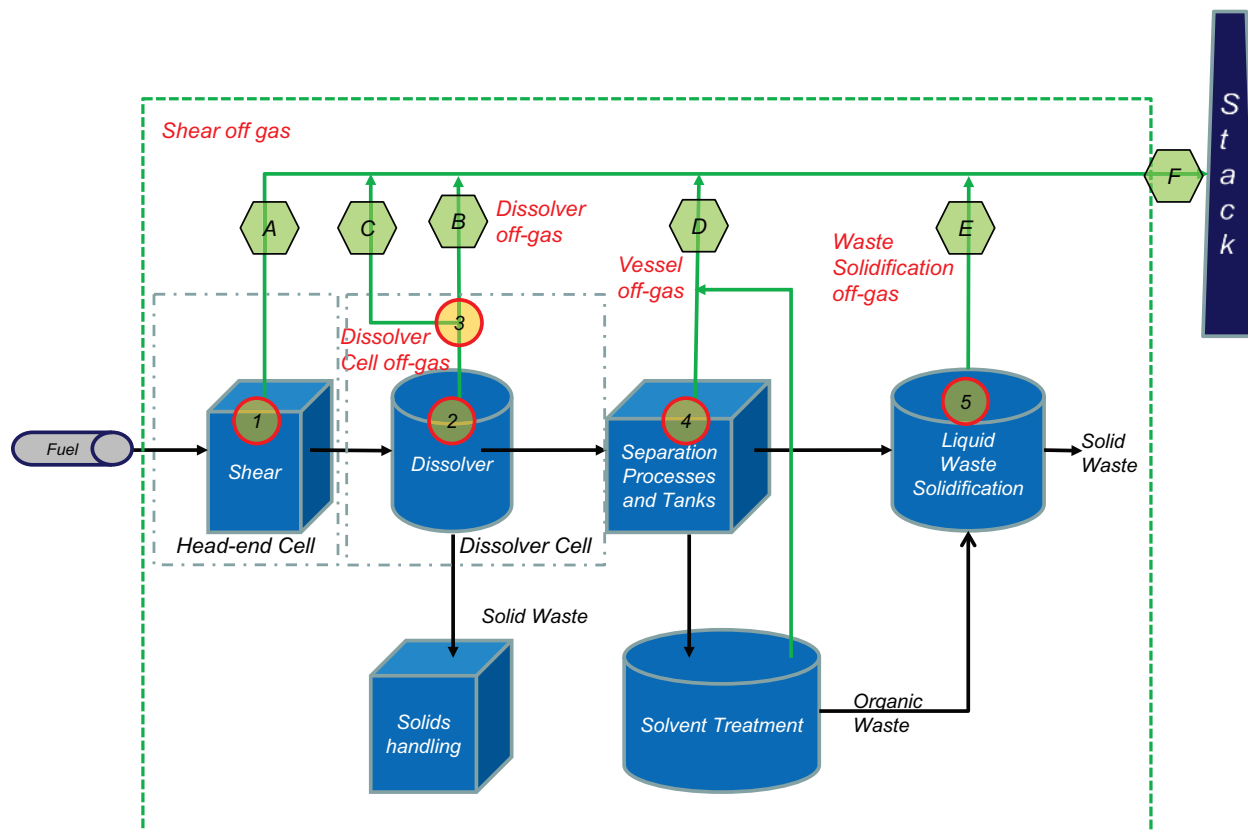 Stack
Shear off gas
F
A
C
B
Dissolver
off-gas
D
Vessel
off-gas
Waste
Solidification
off-gas
E
3
Dissolver
Cell off-gas
Fuel
1
Shear
2
Dissolver
4
Separation
Processes
and Tanks
5
Liquid
Waste
Solidification
Solid
Waste
Head-end Cell
Dissolver Cell
Solid Waste
Solids
handling
Solvent Treatment
Organic
Waste